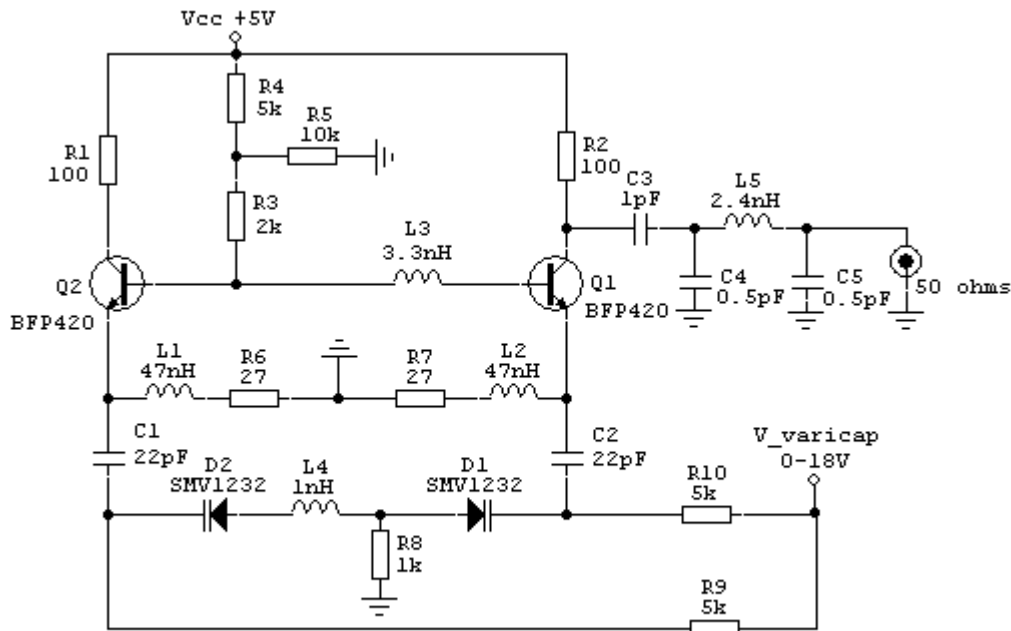 Vcc +5V
R4
5k
R5
10k
R1
100
R2
100
R3
2k
C3
1pF
L5
2.4nH
L3
3.3nH
Q2
BFP420
Q1
BFP420
C4
0.5pF
C5
0.5pF
50 ohms
L1
47nH
R6
27
R7
27
L2
47nH
C1
22pF
C2
22pF
V_varicap
0-18V
D2
SMV1232
L4
1nH
D1
SMV1232
R10
5k
R8
1k
R9
5k